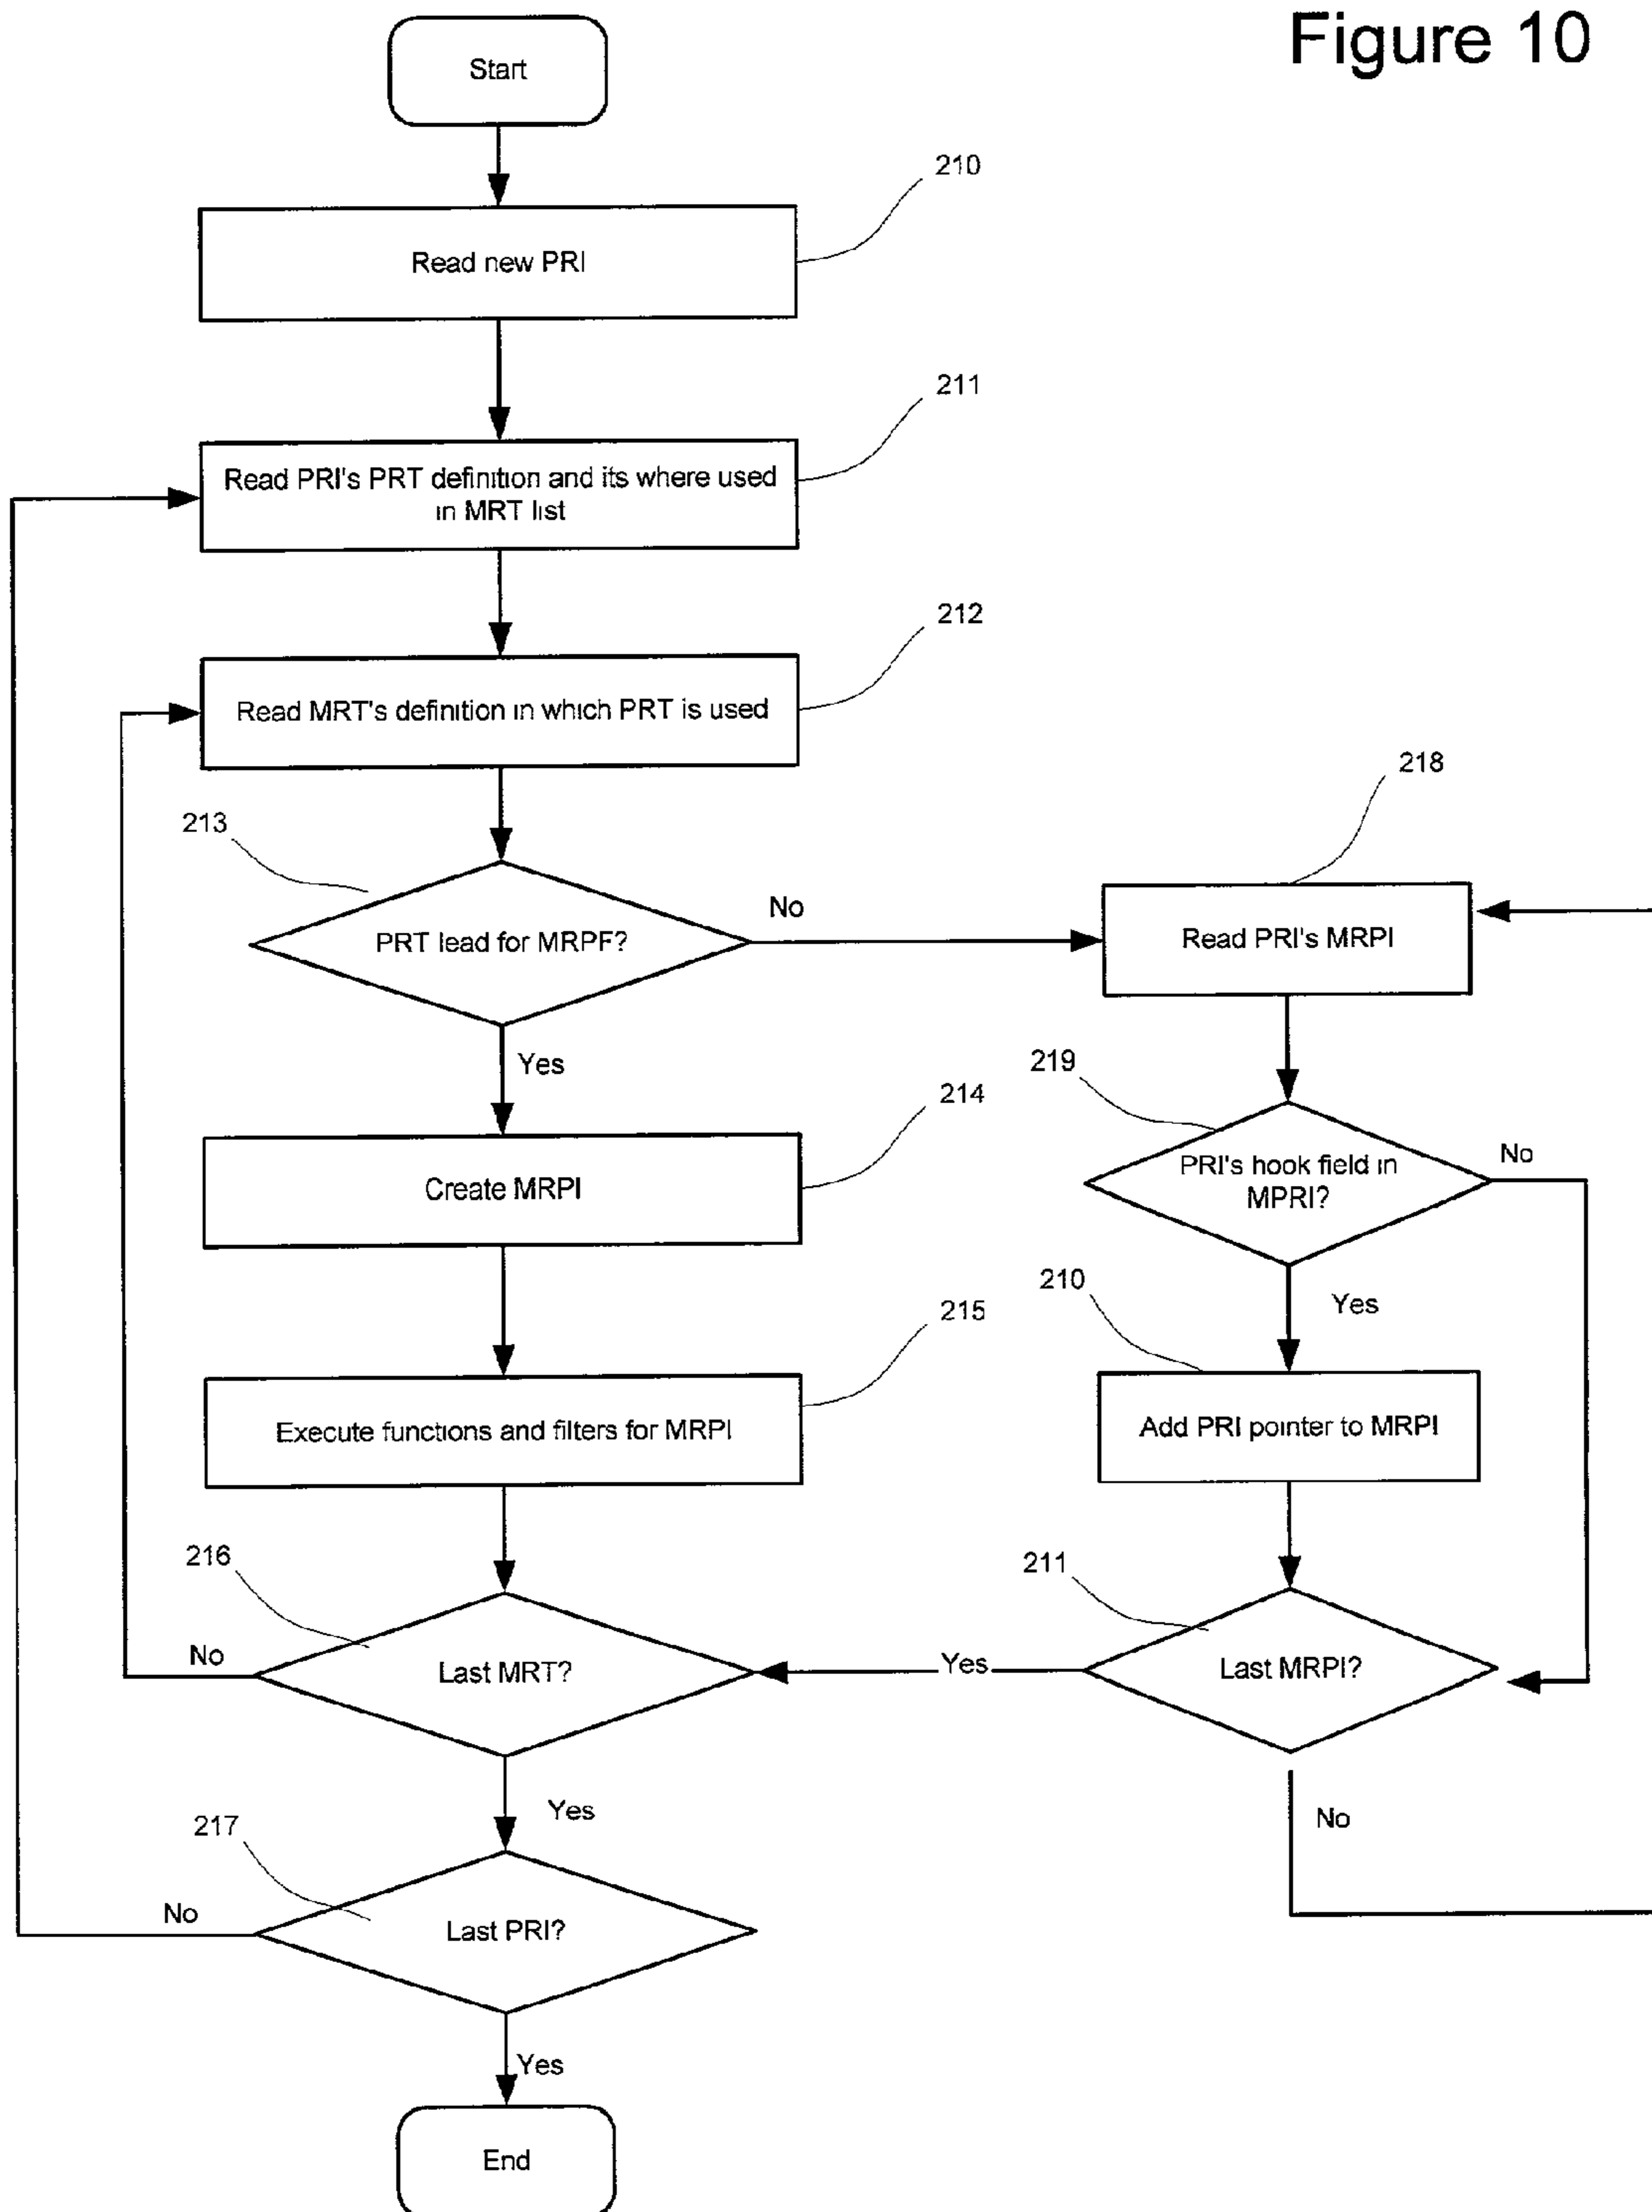 Figure 10
Start
210
Read new PRI
211
Read PRI's PRT definition and its where used
in MRT list
212
Read MRT's definition in which PRT is used
218
213
No
PRT lead for MRPF?
Read PRI's MRPI
Yes
219
214
PRI's hook field in
MPRI?
No
Create MRPI
210
Yes
215
Add PRI pointer to MRPI
Execute functions and filters for MRPI
216
211
No
Last MRT?
Yes
Last MRPI?
Yes
No
217
No
Last PRI?
Yes
End